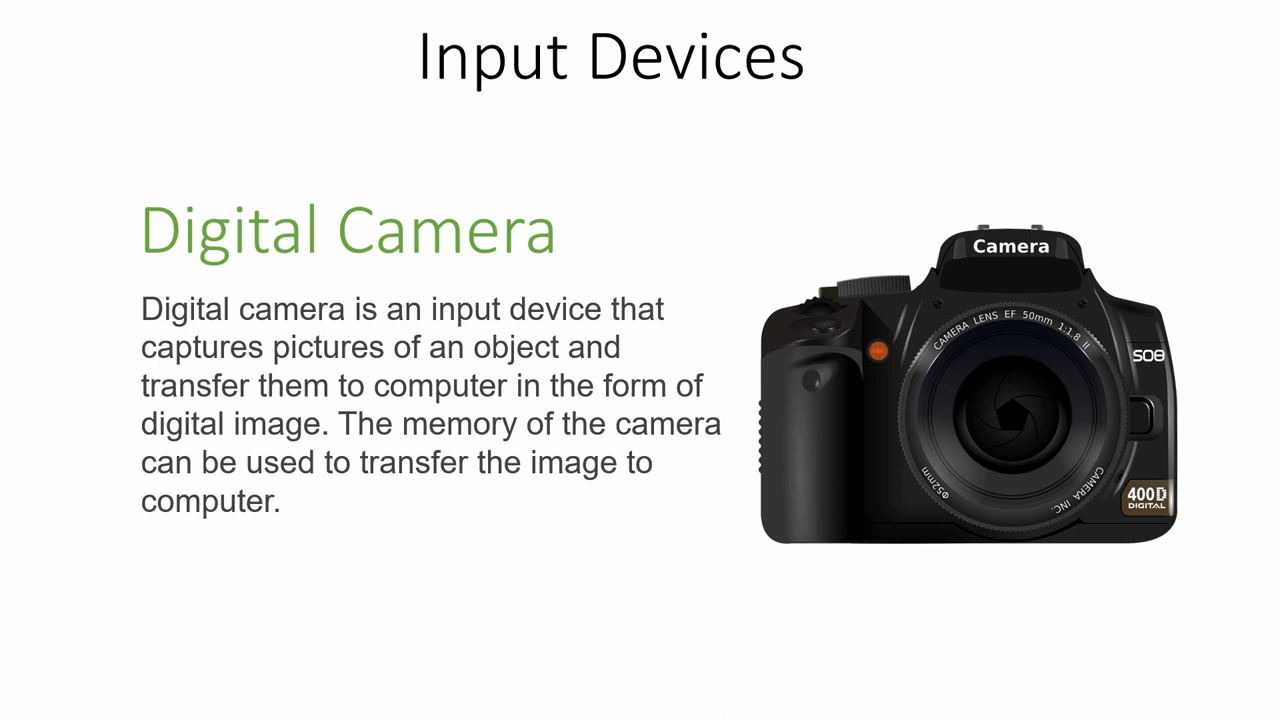 Input Devices
Digital Camera
Digital camera is an input device that
captures pictures of an object and
transfer them to computer in the form of
digital image. The memory of the camera
can be used to transfer the image to
computer.
Camera
CAMERA LENS EF 50mm 1:1.8 II
SO8
Φ52mm
CAMERA INC.
400D
DIGITAL